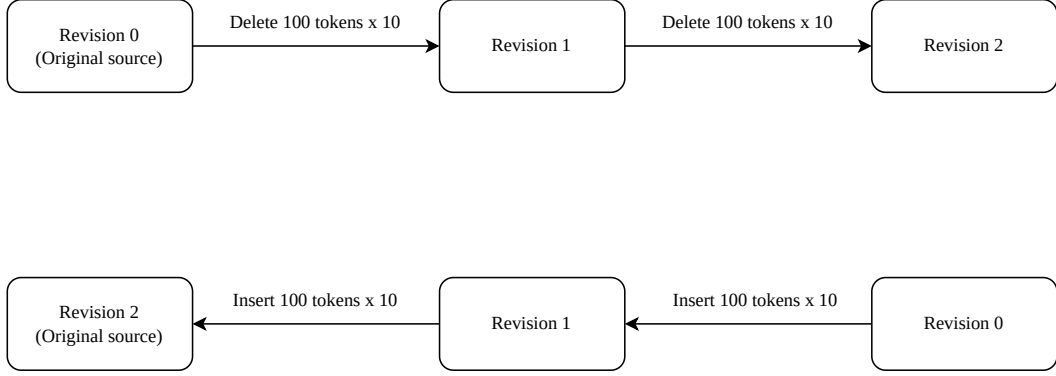 Delete 100 tokens x 10
Delete 100 tokens x 10
Revision 0
(Original source)
Revision 1
Revision 2
Insert 100 tokens x 10
Insert 100 tokens x 10
Revision 2
(Original source)
Revision 1
Revision 0